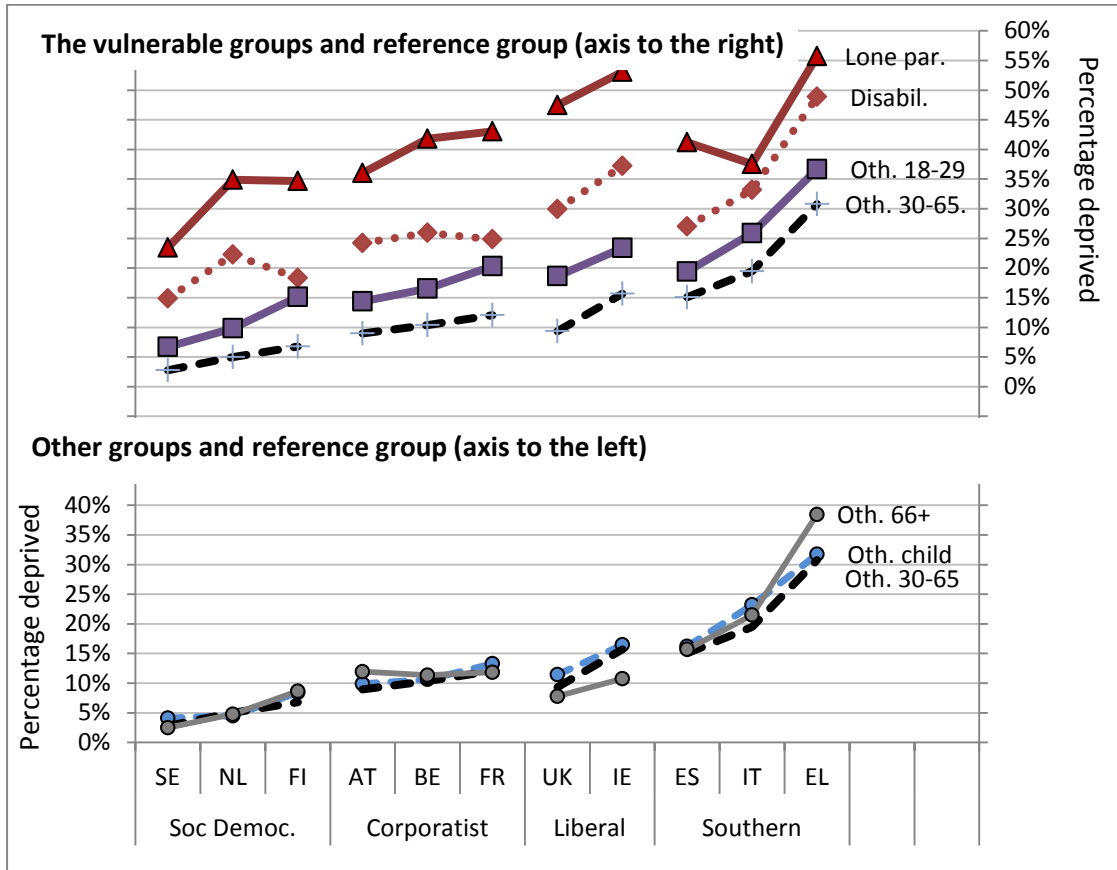 The vulnerable groups and reference group (axis to the right)
60%
55%
50%
45%
40%
35%
30%
25%
20%
15%
10%
5%
0%
Percentage deprived
Lone par.
Disabil.
Oth. 18-29
Oth. 30-65.
Other groups and reference group (axis to the left)
Percentage deprived
40%
35%
30%
25%
20%
15%
10%
5%
0%
Oth. 66+
Oth. child
Oth. 30-65
SE NL FI AT BE FR UK IE ES IT EL
Soc Democ. Corporatist Liberal Southern